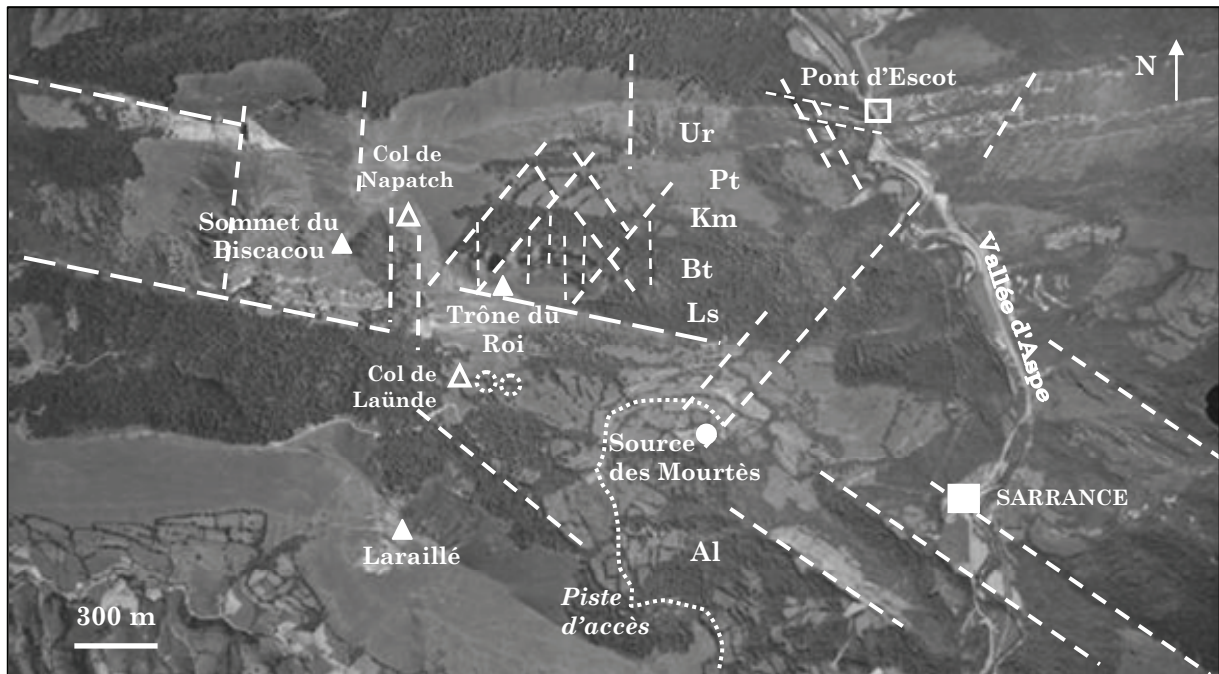 N
Pont d'Escot
Ur
Col de
Napatch
Pt
Sommet du
Biscacou
Km
Bt
Ls
Trône du
Roi
Vallée d'Aspe
Col de
Laünde
Source
des Mourtès
SARRANCE
Laraillé
Al
Piste
d'accès
300 m